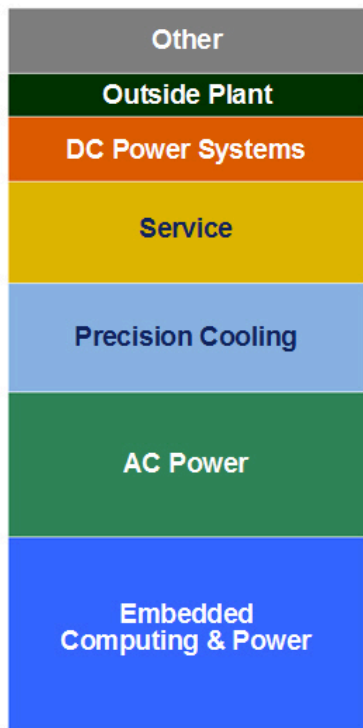 Other
Outside Plant
DC Power Systems
Service
Precision Cooling
AC Power
Embedded
Computing & Power